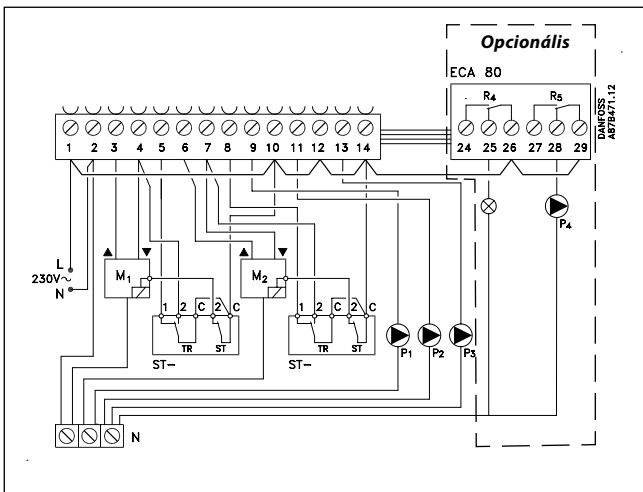 Opcionális
ECA 80
R4 R5
24 25 26 27 28 29
DANFOSS
AB7B471.12
1 2 3 4 5 6 7 8 9 10 11 12 13 14
L
230V~
N
M1
M2
P4
1 2 C 2 C
TR ST
ST-
1 2 C 2 C
TR ST
ST-
P1
P2
P3
N